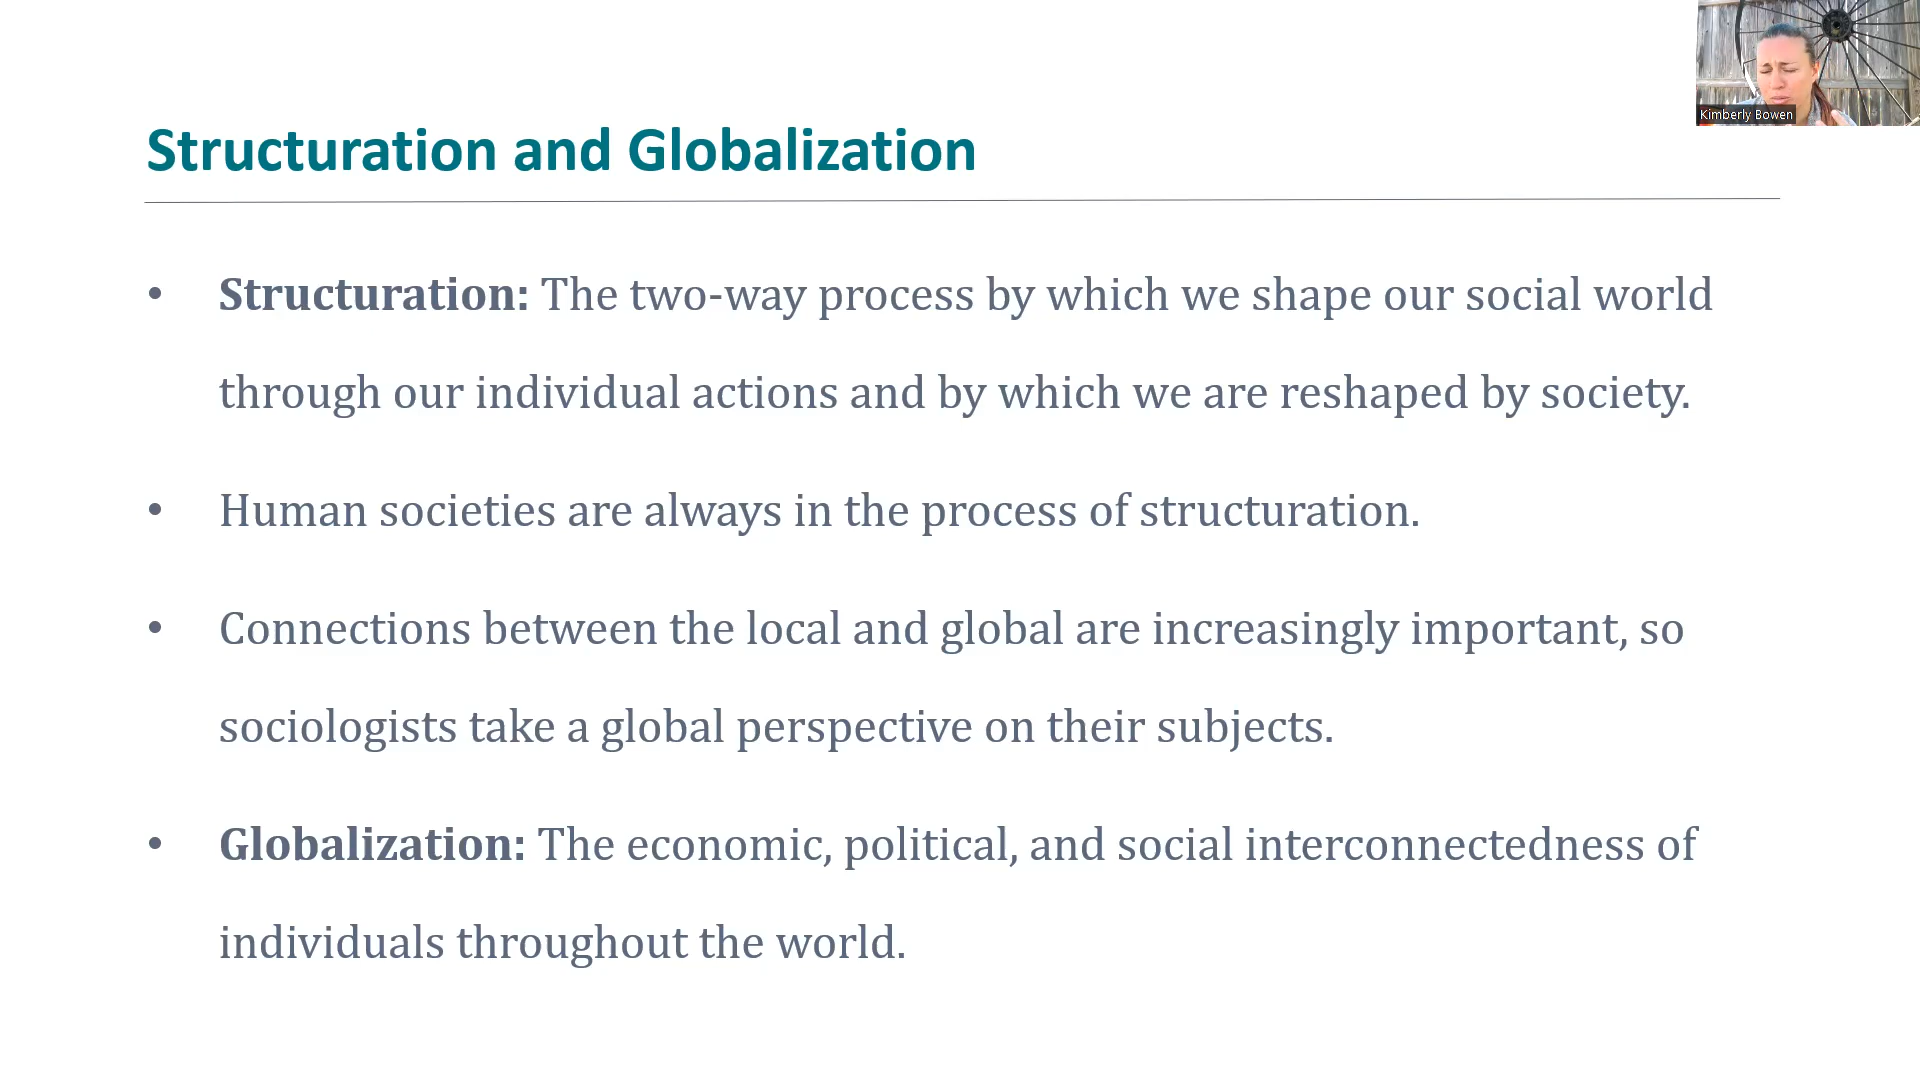 Kimberly Bowen
Structuration and Globalization
• Structuration: The two-way process by which we shape our social world
through our individual actions and by which we are reshaped by society.
• Human societies are always in the process of structuration.
• Connections between the local and global are increasingly important, so
sociologists take a global perspective on their subjects.
• Globalization: The economic, political, and social interconnectedness of
individuals throughout the world.